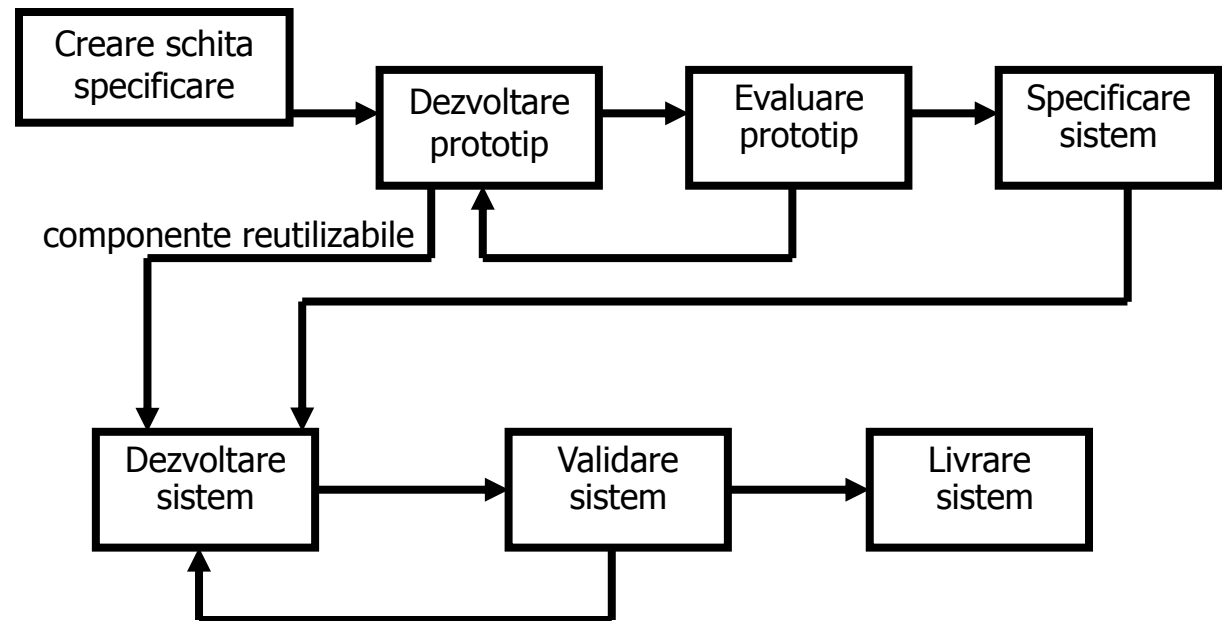 Creare schita
specificare
Dezvoltare
prototip
Evaluare
prototip
Specificare
sistem
componente reutilizabile
Dezvoltare
sistem
Validare
sistem
Livrare
sistem